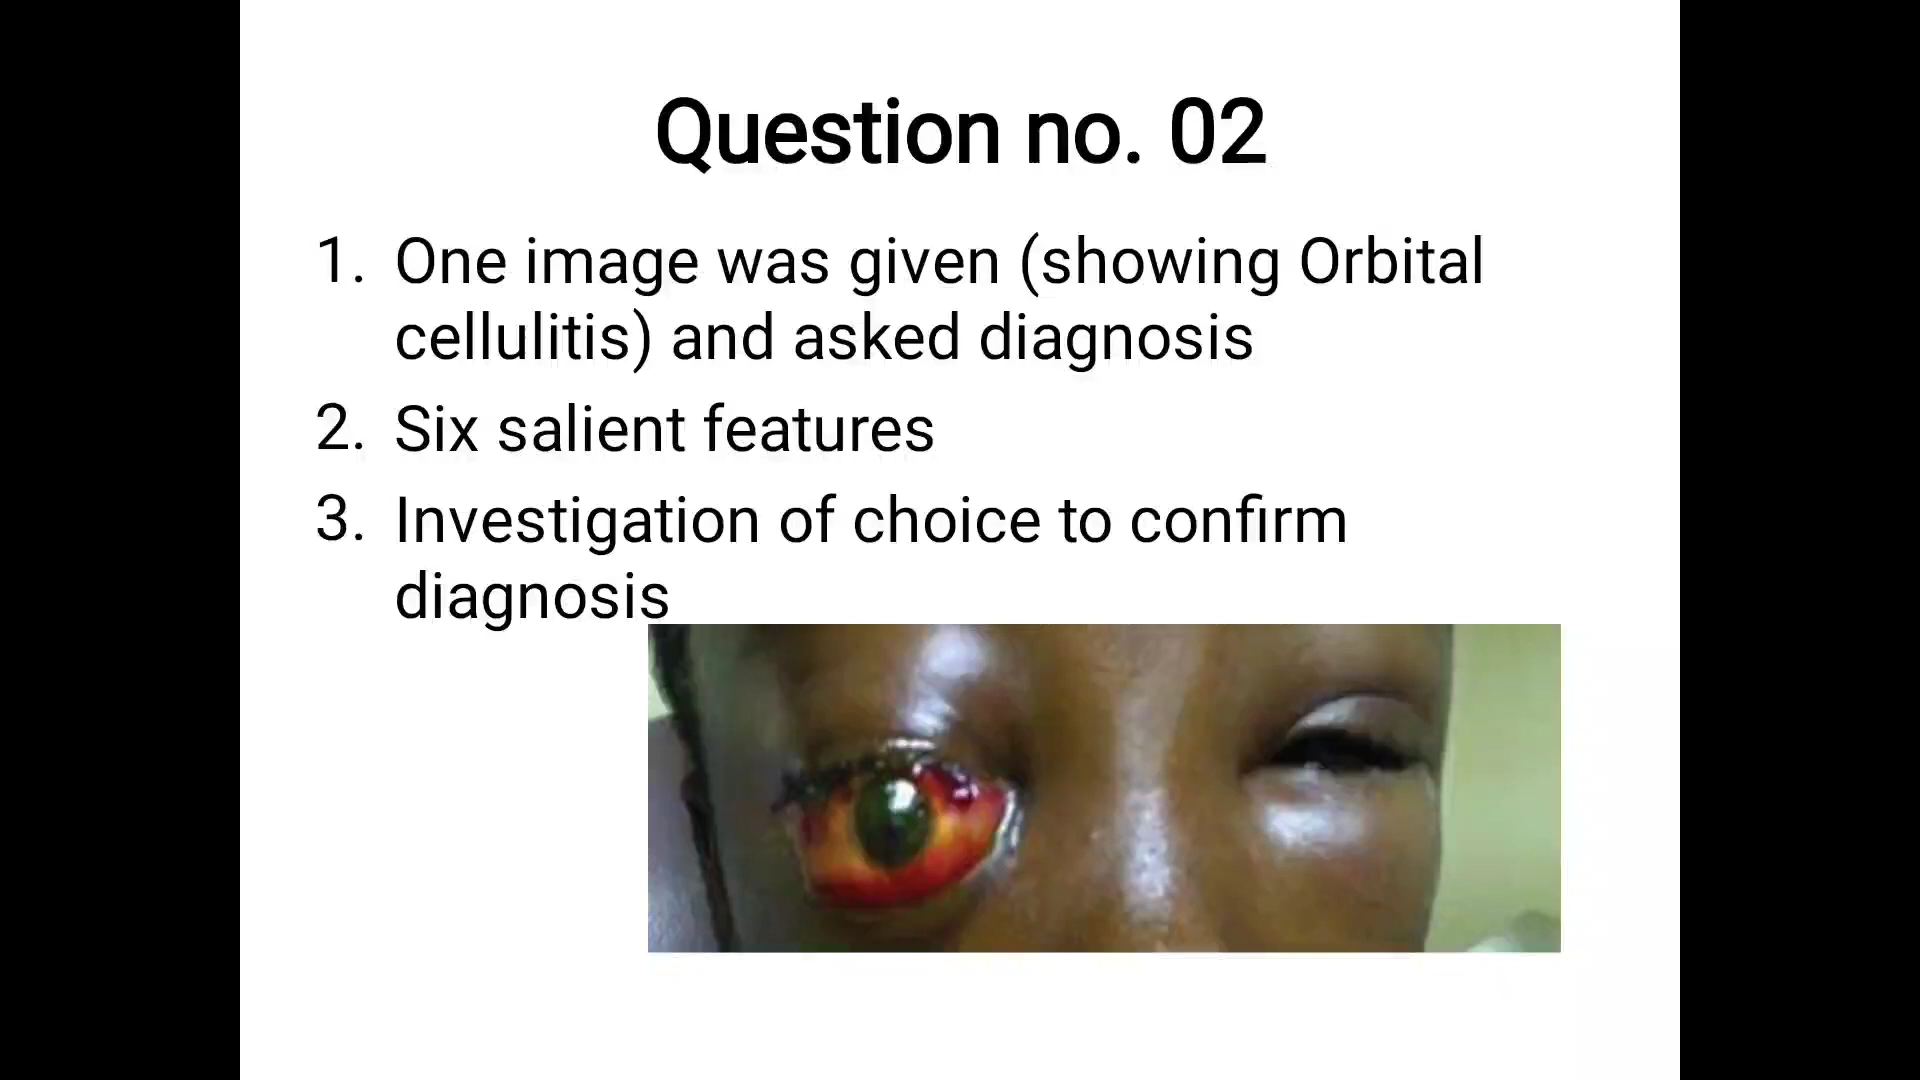 Question no. 02
1. One image was given (showing Orbital
cellulitis) and asked diagnosis
2. Six salient features
3. Investigation of choice to confirm
diagnosis